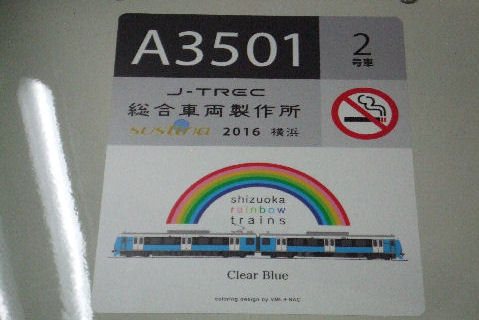 A3501
2
号車
J-TREC
総合車両製作所
sustina 2016 横浜
shizuoka
rainbow
trains
Clear Blue
coloring design by VML+NAC